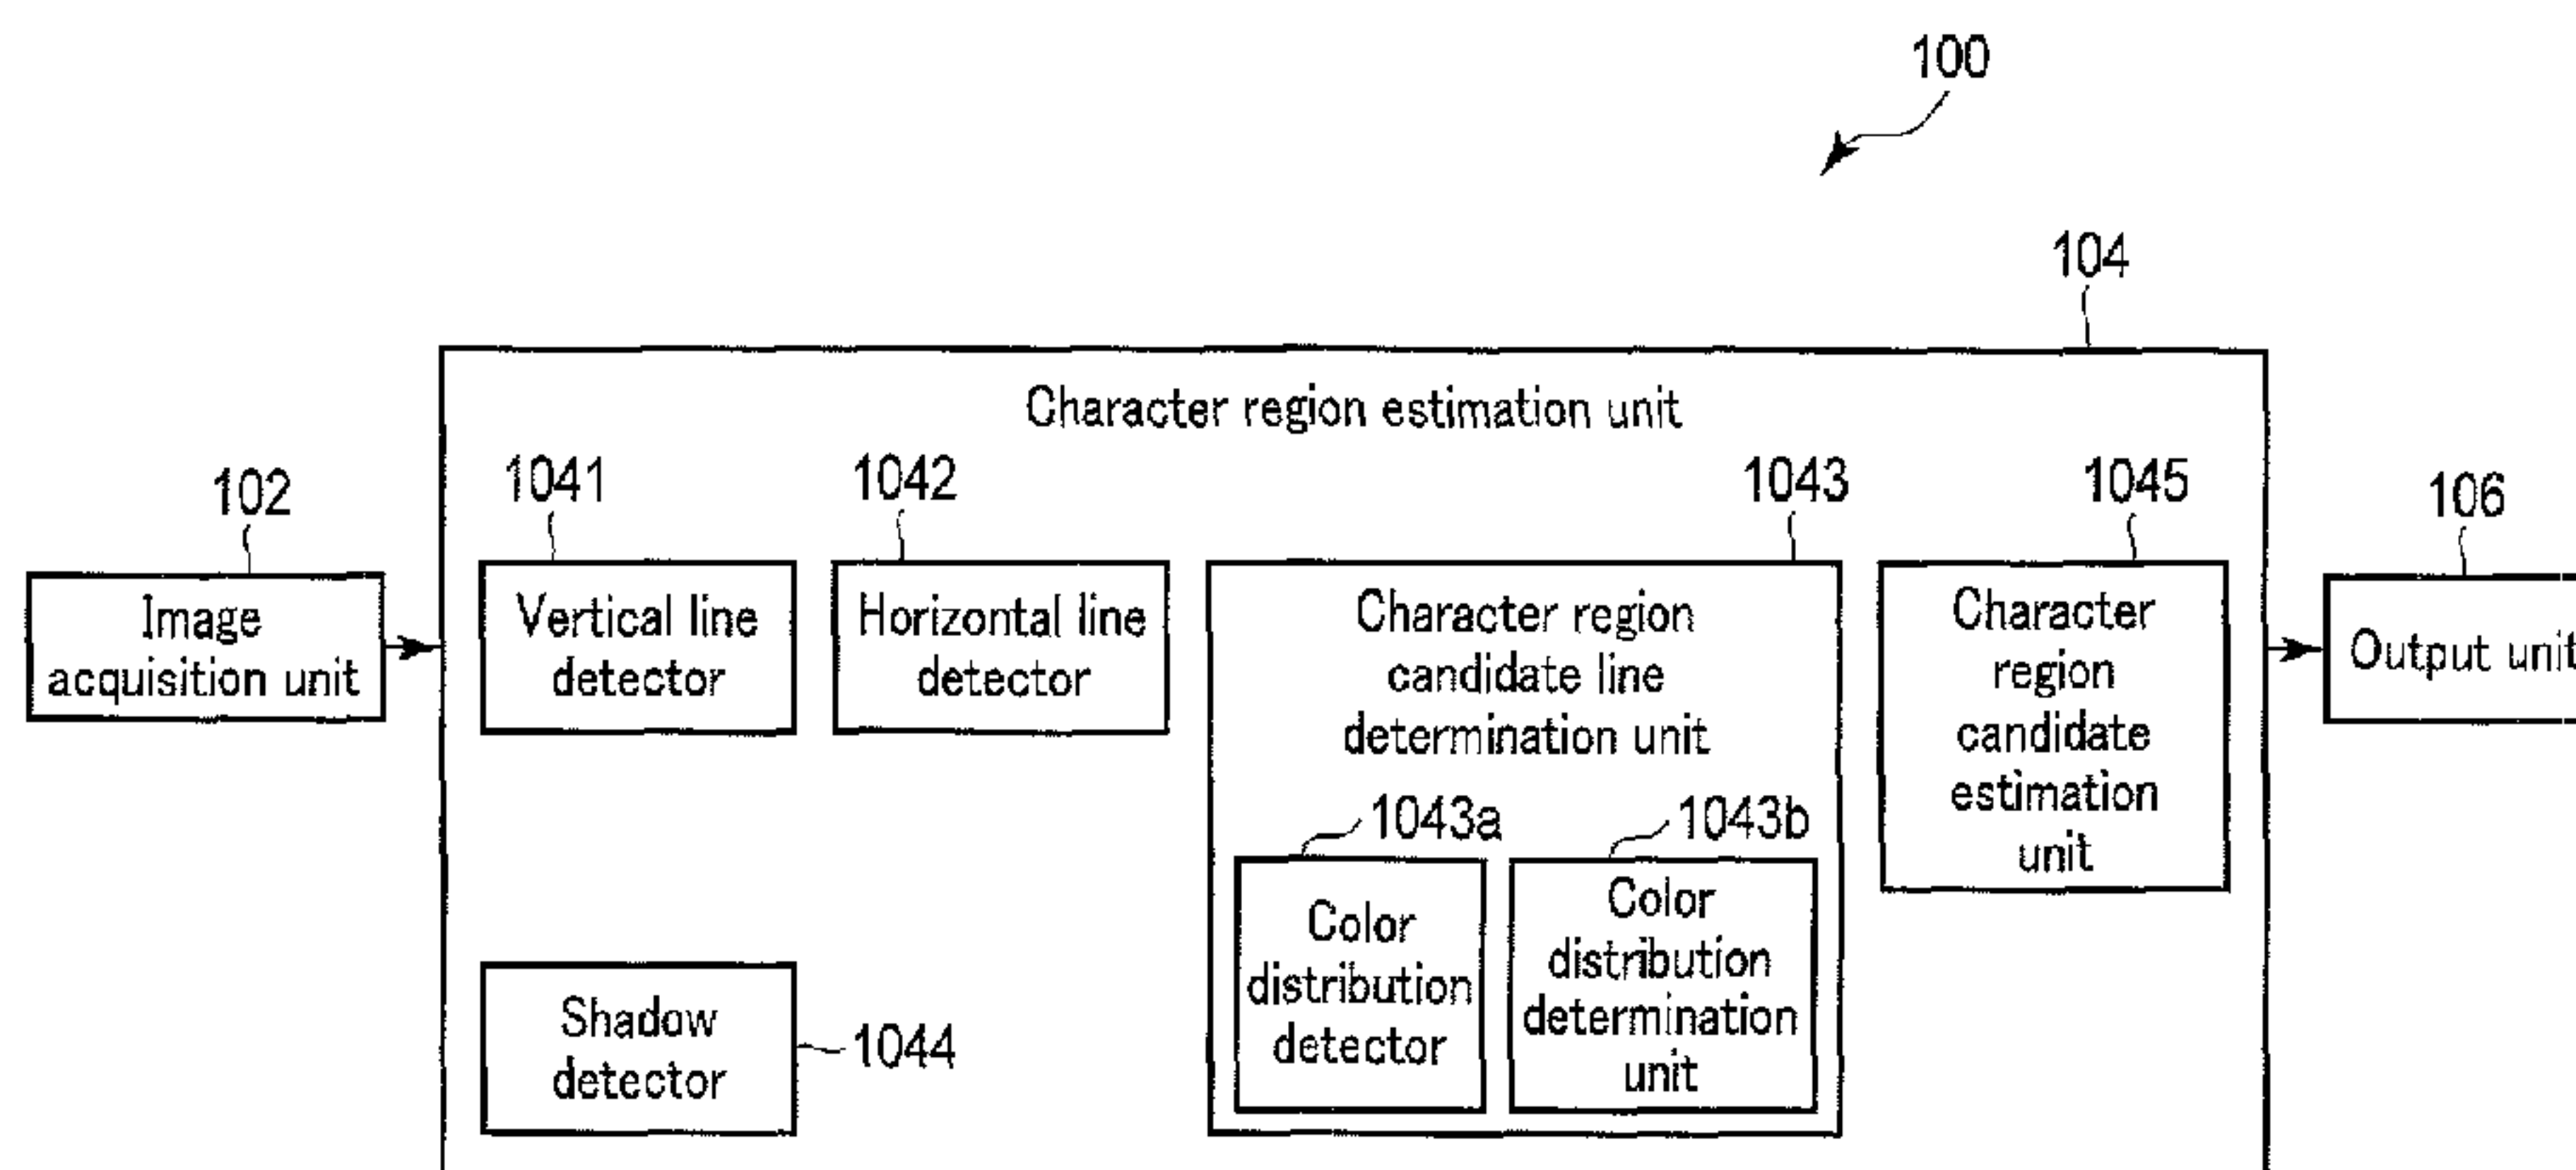 100
104
Character region estimation unit
102
1041
1042
1043
1045
106
Image
acquisition unit
Vertical line
detector
Horizontal line
detector
Character region
candidate line
determination unit
Character
region
candidate
estimation
unit
Output unit
1043a
1043b
Color
distribution
detector
Color
distribution
determination
unit
Shadow
detector
1044